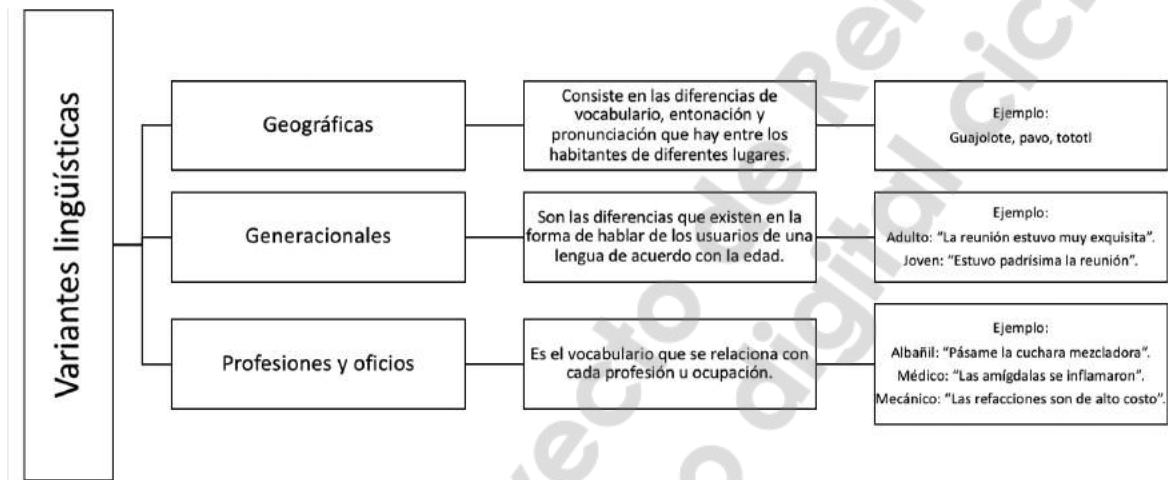 Variantes lingüísticas
Geográficas
Consiste en las diferencias de
vocabulario, entonación y
pronunciación que hay entre los
habitantes de diferentes lugares.
Ejemplo:
Guajolote, pavo, tototl
Generacionales
Son las diferencias que existen en la
forma de hablar de los usuarios de una
lengua de acuerdo con la edad.
Ejemplo:
Adulto: “La reunión estuvo muy exquisita”.
Joven: “Estuvo padrísima la reunión”.
Profesiones y oficios
Es el vocabulario que se relaciona con
cada profesión u ocupación.
Ejemplo:
Albañil: “Pásame la cuchara mezcladora”.
Médico: “Las amígdalas se inflamaron”.
Mecánico: “Las refacciones son de alto costo”.